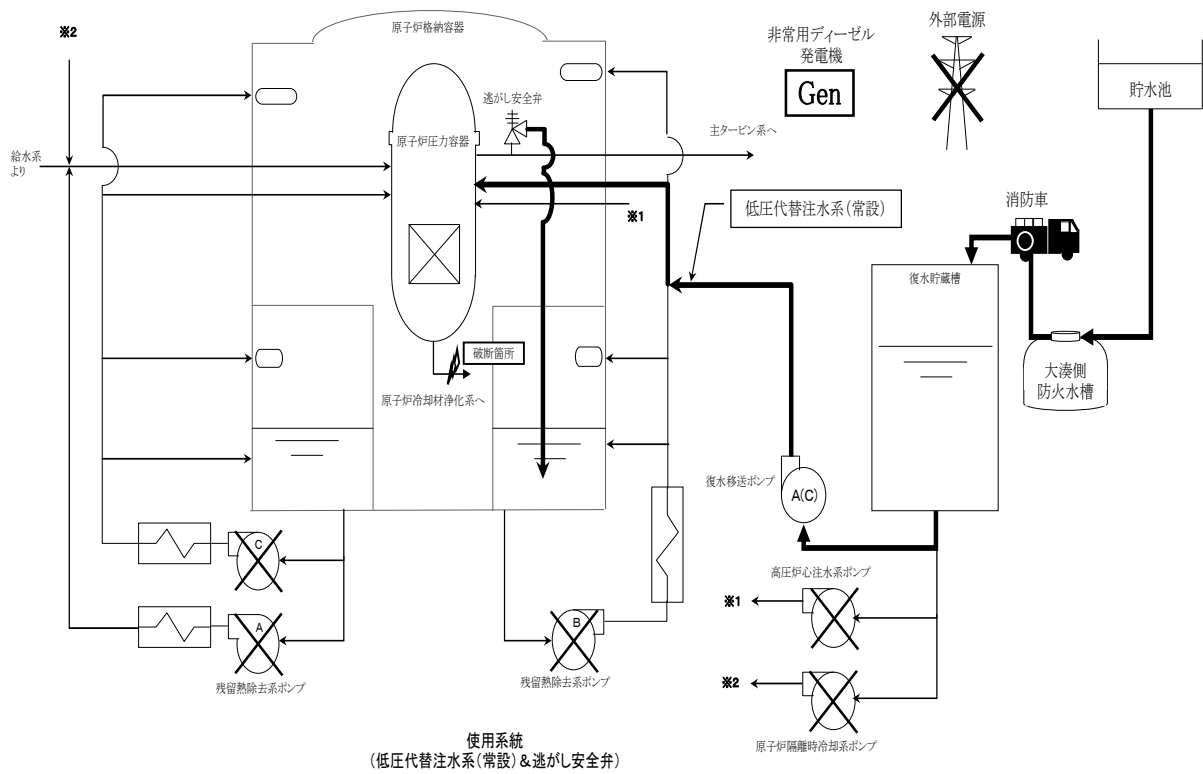 ※2
原子炉格納容器
非常用ディーゼル
発電機
Gen
外部電源
貯水池
逃がし安全弁
原子炉圧力容器
主タービン系へ
給水系
より
※1
低圧代替注水系(常設)
消防車
復水貯蔵槽
破断箇所
原子炉冷却材浄化系へ
大湊側
防火水槽
復水移送ポンプ
A(C)
C
高圧炉心注水系ポンプ
※1
A
B
残留熱除去系ポンプ
残留熱除去系ポンプ
※2
原子炉隔離時冷却系ポンプ
使用系統
(低圧代替注水系(常設)&逃がし安全弁)